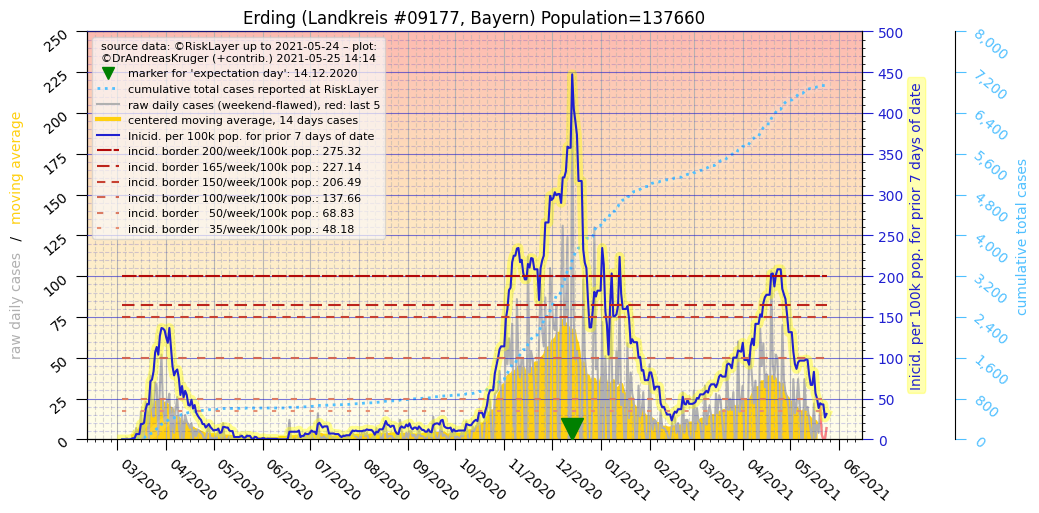 Erding (Landkreis #09177, Bayern) Population=137660
source data: ©RiskLayer up to 2021-05-24 – plot:
©DrAndreasKruger (+contrib.) 2021-05-25 14:14
marker for 'expectation day': 14.12.2020
cumulative total cases reported at RiskLayer
raw daily cases (weekend-flawed), red: last 5
centered moving average, 14 days cases
Inicid. per 100k pop. for prior 7 days of date
incid. border 200/week/100k pop.: 275.32
incid. border 165/week/100k pop.: 227.14
incid. border 150/week/100k pop.: 206.49
incid. border 100/week/100k pop.: 137.66
incid. border 50/week/100k pop.: 68.83
incid. border 35/week/100k pop.: 48.18
raw daily cases / moving average
250
225
200
175
150
125
100
75
50
25
0
500
450
400
350
300
250
200
150
100
50
0
Inicid. per 100k pop. for prior 7 days of date
8,000
7,200
6,400
5,600
4,800
4,000
3,200
2,400
1,600
800
0
cumulative total cases
03/2020
04/2020
05/2020
06/2020
07/2020
08/2020
09/2020
10/2020
11/2020
12/2020
01/2021
02/2021
03/2021
04/2021
05/2021
06/2021